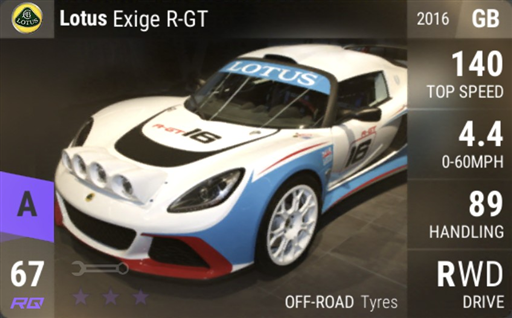 LOTUS
Lotus Exige R-GT
2016 GB
LOTUS
140
TOP SPEED
R-GT 16
16
4.4
0-60MPH
A
89
HANDLING
67
RQ
OFF-ROAD Tyres
RWD
DRIVE